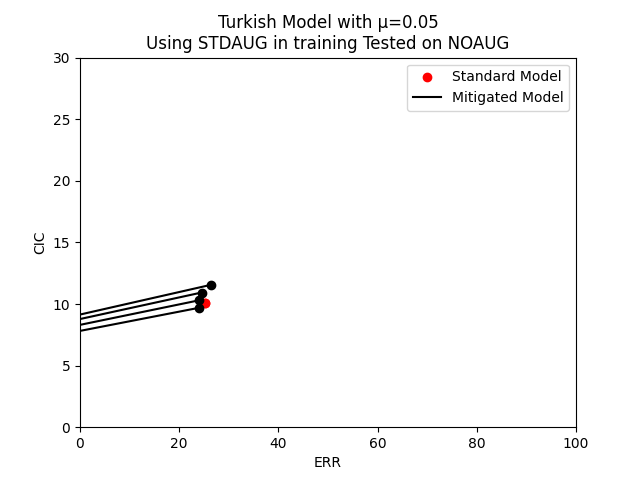 Turkish Model with μ=0.05
Using STDAUG in training Tested on NOAUG
Standard Model
Mitigated Model
30
25
20
15
10
5
0
CIC
0 20 40 60 80 100
ERR